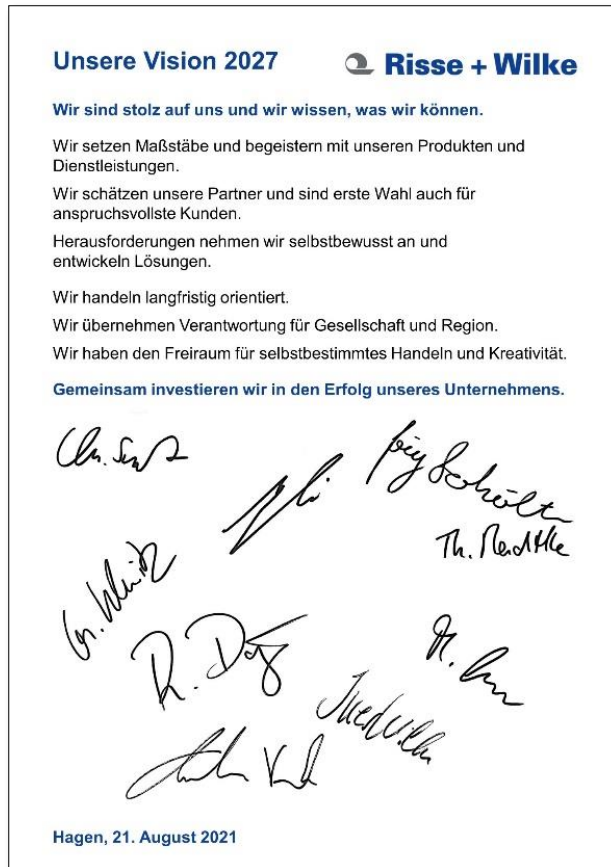 Unsere Vision 2027
Risse + Wilke
Wir sind stolz auf uns und wir wissen, was wir können.
Wir setzen Maßstäbe und begeistern mit unseren Produkten und
Dienstleistungen.
Wir schätzen unsere Partner und sind erste Wahl auch für
anspruchsvollste Kunden.
Herausforderungen nehmen wir selbstbewusst an und
entwickeln Lösungen.
Wir handeln langfristig orientiert.
Wir übernehmen Verantwortung für Gesellschaft und Region.
Wir haben den Freiraum für selbstbestimmtes Handeln und Kreativität.
Gemeinsam investieren wir in den Erfolg unseres Unternehmens.
Th.
R.
Hagen, 21. August 2021